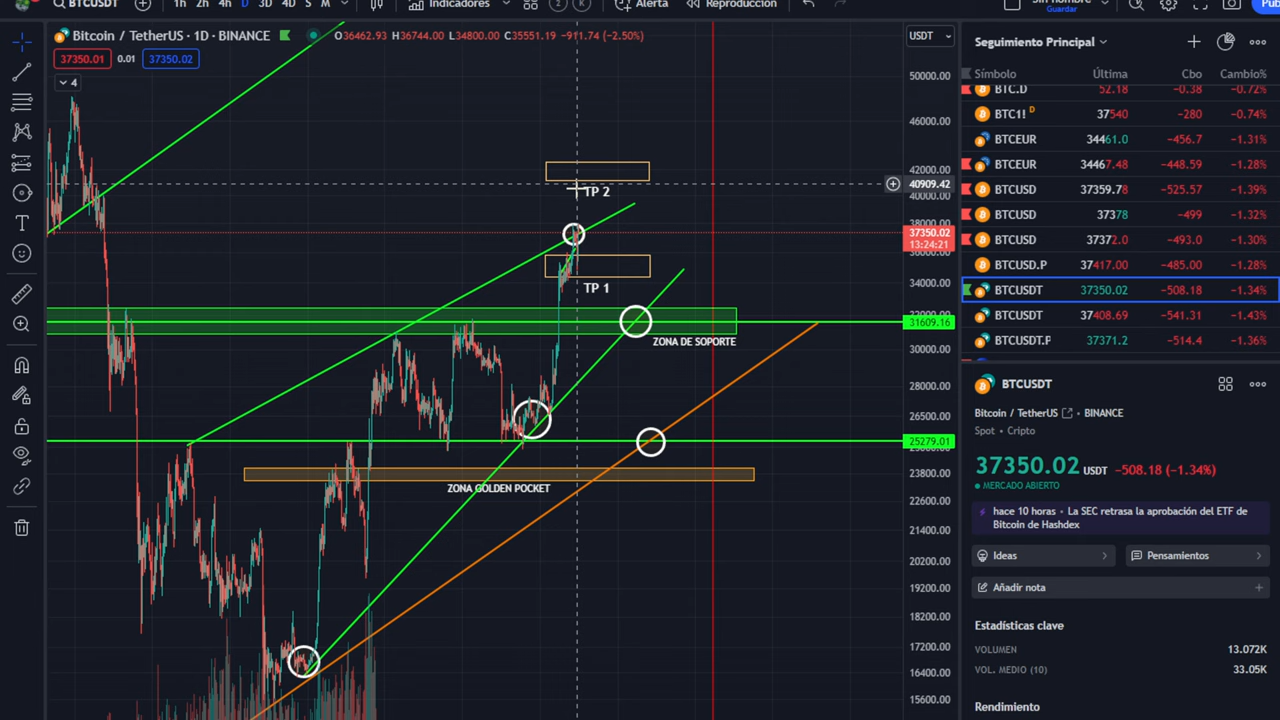 BTCUSDT
1h 2h 4h D 3D 4D S M
Indicadores
Alerta
Reproducción
Sin nombre
Guardar
Bitcoin / TetherUS · 1D · BINANCE
O36462.93 H36744.00 L34800.00 C35551.19 −911.74 (−2.50%)
37350.01 0.01 37350.02
4
USDT
50000.00
46000.00
42000.00
40909.42
40000.00
38000.00
37350.02
13:24:21
36000.00
34000.00
32000.00
31609.16
30000.00
28000.00
26500.00
25279.01
23800.00
22600.00
21400.00
20200.00
19200.00
18200.00
17200.00
16400.00
15600.00
TP 2
TP 1
ZONA DE SOPORTE
ZONA GOLDEN POCKET
Seguimiento Principal
Símbolo Última Cbo Cambio%
BTC.D 52.18 −0.38 −0.72%
BTC1! D 37540 −280 −0.74%
BTCEUR 34461.0 −456.7 −1.31%
BTCEUR 34467.48 −448.59 −1.28%
BTCUSD 37359.78 −525.57 −1.39%
BTCUSD 37378 −499 −1.32%
BTCUSD 37372.0 −493.0 −1.30%
BTCUSD.P 37417.00 −485.00 −1.28%
BTCUSDT 37350.02 −508.18 −1.34%
BTCUSDT 37408.69 −541.31 −1.43%
BTCUSDT.P 37371.2 −514.4 −1.36%
BTCUSDT
Bitcoin / TetherUS BINANCE
Spot • Cripto
37350.02 USDT −508.18 (−1.34%)
MERCADO ABIERTO
hace 10 horas • La SEC retrasa la aprobación del ETF de
Bitcoin de Hashdex
Ideas
Pensamientos
Añadir nota
Estadísticas clave
VOLUMEN 13.072K
VOL. MEDIO (10) 33.05K
Rendimiento